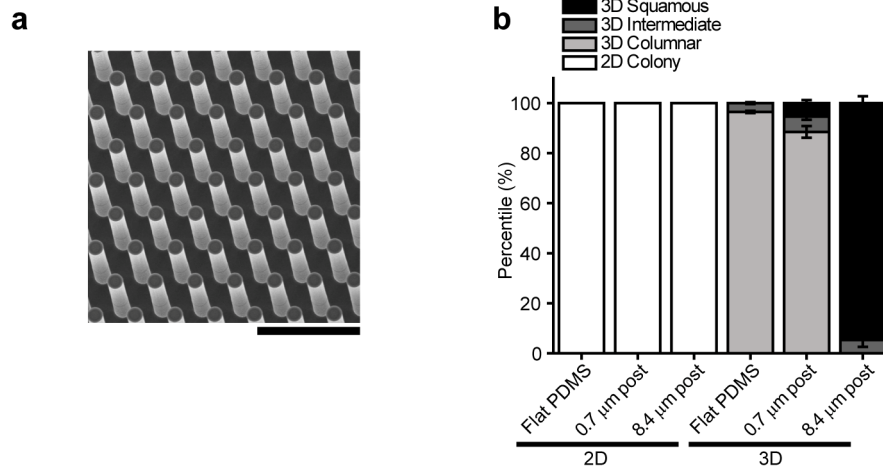 a
b
3D Squamous
3D Intermediate
3D Columnar
2D Colony
Percentile (%)
100
80
60
40
20
0
Flat PDMS
0.7 μm post
8.4 μm post
Flat PDMS
0.7 μm post
8.4 μm post
2D
3D